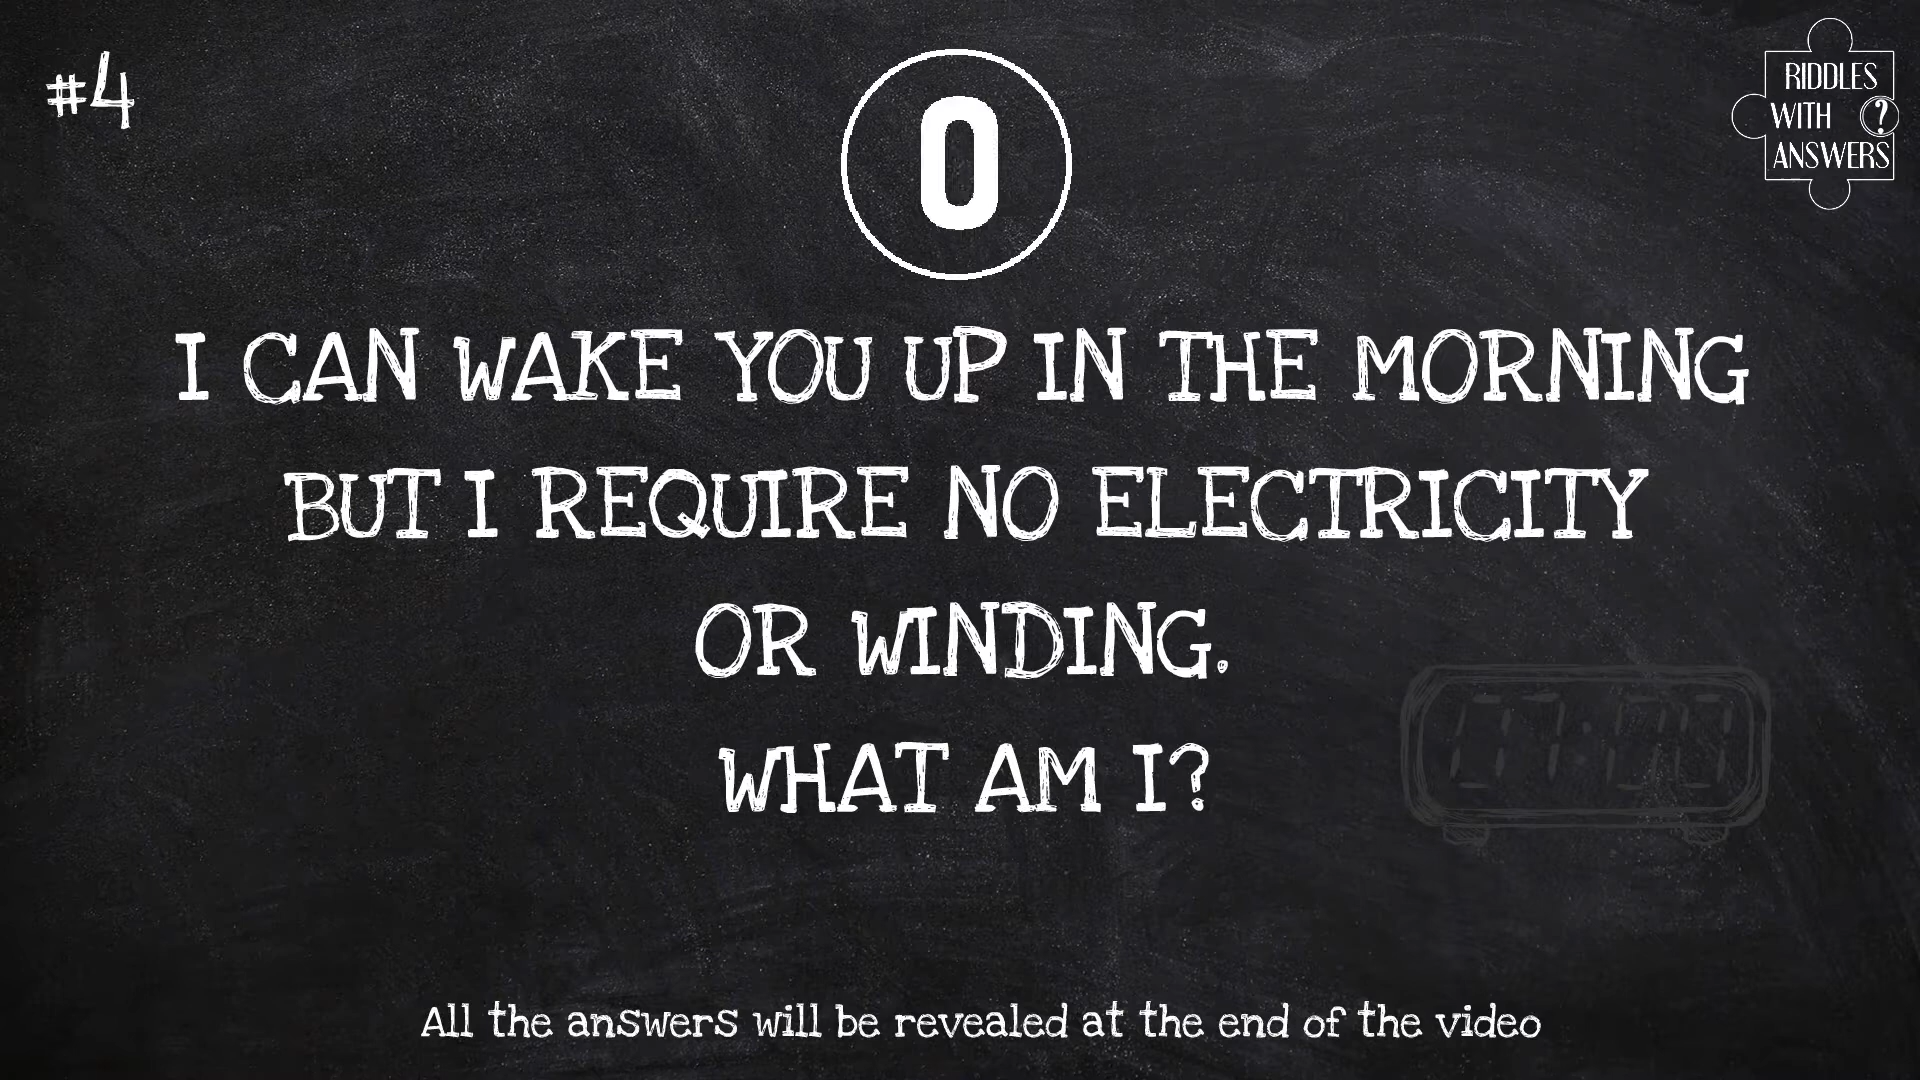 #4
0
RIDDLES
WITH ?
ANSWERS
I CAN WAKE YOU UP IN THE MORNING
BUT I REQUIRE NO ELECTRICITY
OR WINDING.
WHAT AM I?
All the answers will be revealed at the end of the video